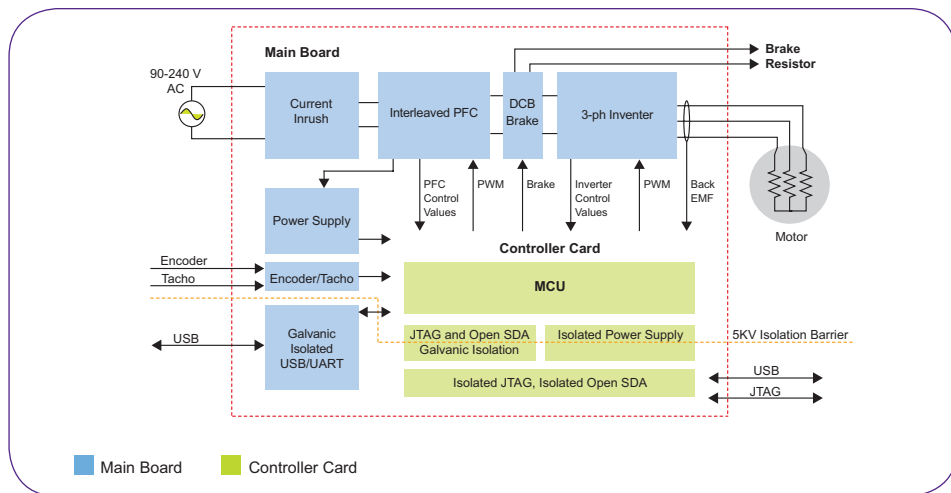 Main Board
Brake
Resistor
90-240 V
AC
Current
Inrush
Interleaved PFC
DCB
Brake
3-ph Inventer
PFC
Control
Values
PWM
Brake
Inverter
Control
Values
PWM
Back
EMF
Motor
Power Supply
Controller Card
Encoder
Tacho
Encoder/Tacho
MCU
USB
Galvanic
Isolated
USB/UART
JTAG and Open SDA
Galvanic Isolation
Isolated Power Supply
5KV Isolation Barrier
Isolated JTAG, Isolated Open SDA
USB
JTAG
Main Board
Controller Card